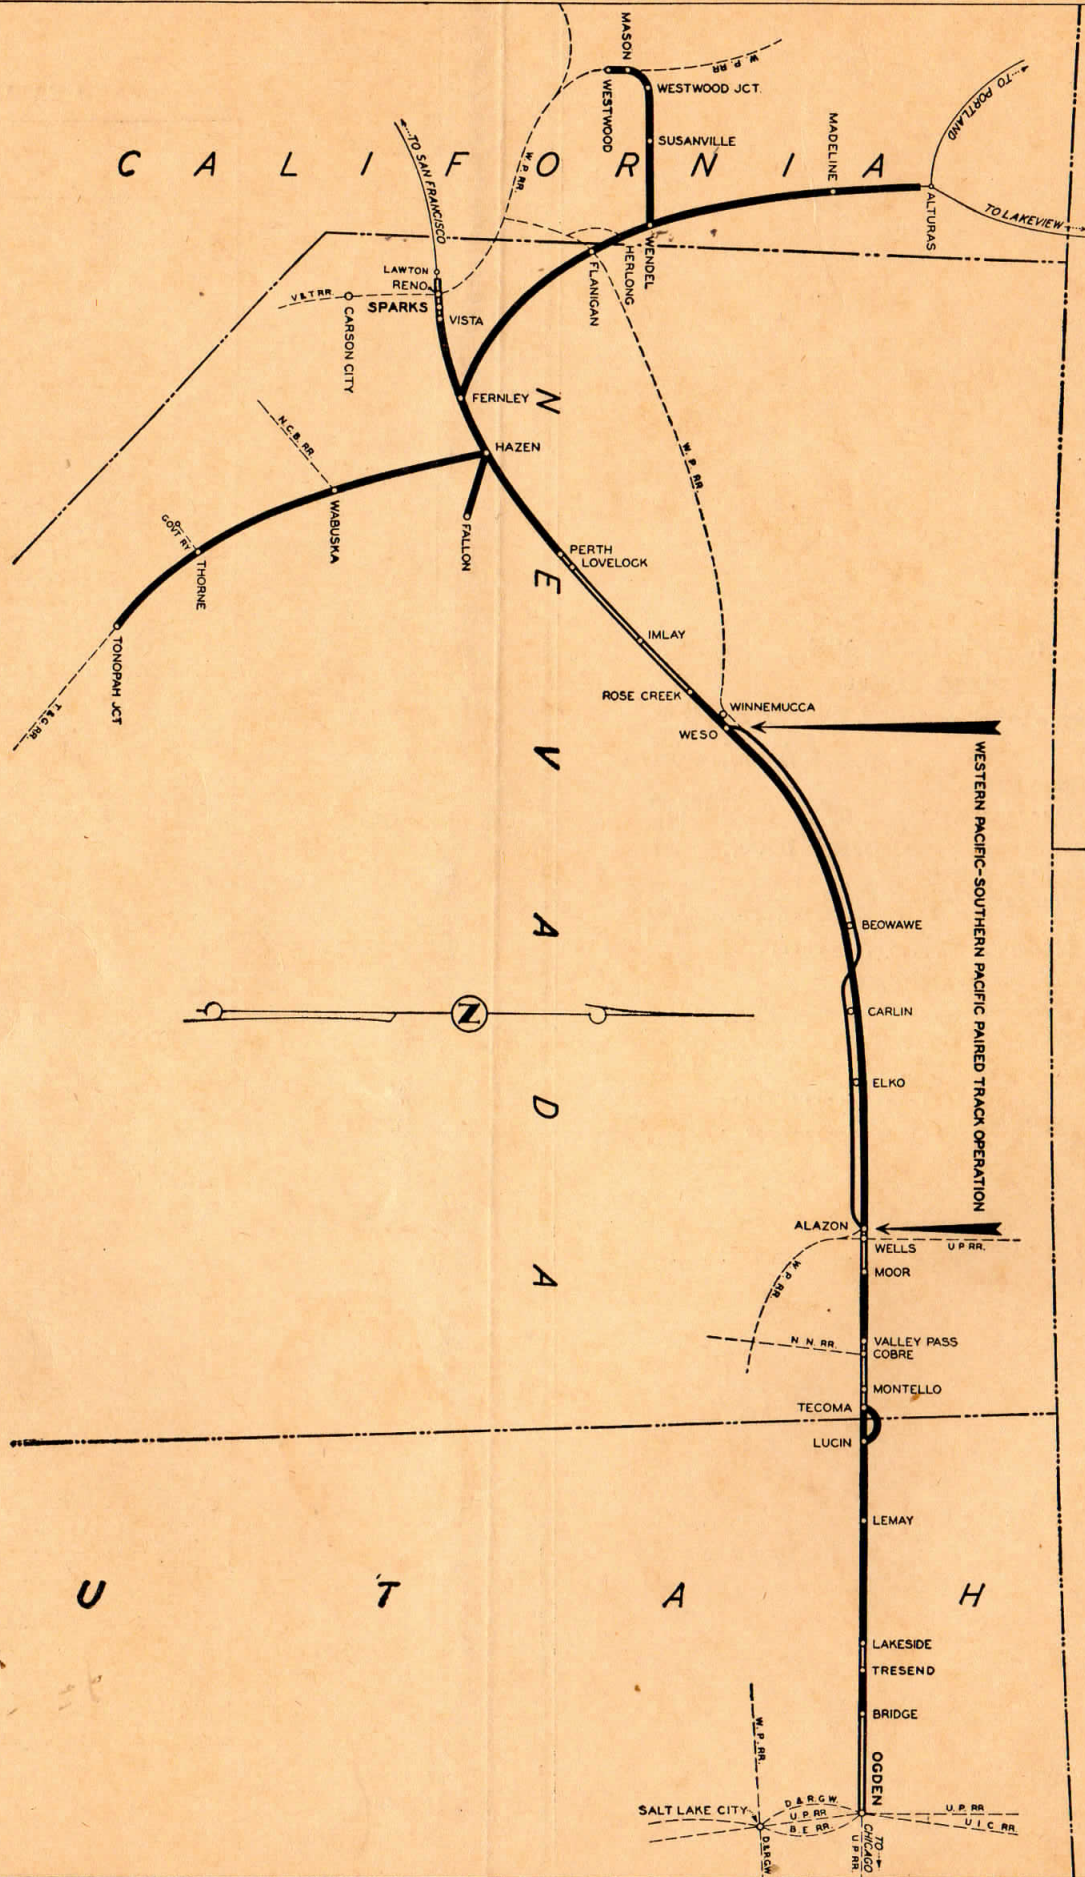 CALIFORNIA
NEVADA
UTAH
MASON
W. P. RR
WESTWOOD
WESTWOOD JCT.
SUSANVILLE
MADELINE
←...TO PORTLAND
ALTURAS
TO LAKEVIEW
←...TO SAN FRANCISCO
W. P. RR.
WENDEL
HERLONG
FLANIGAN
LAWTON
RENO
SPARKS
VISTA
V & T RR.
CARSON CITY
FERNLEY
HAZEN
N.C.B. RR
WABUSKA
FALLON
GOVT RY
THORNE
TONOPAH JCT
T. & G. RR.
W. P. RR.
PERTH
LOVELOCK
IMLAY
ROSE CREEK
WINNEMUCCA
WESO
WESTERN PACIFIC-SOUTHERN PACIFIC PAIRED TRACK OPERATION
BEOWAWE
N
CARLIN
ELKO
ALAZON
WELLS
U P RR.
MOOR
W. P. RR.
N N RR.
VALLEY PASS
COBRE
MONTELLO
TECOMA
LUCIN
LEMAY
LAKESIDE
TRESEND
BRIDGE
OGDEN
W. P. RR.
SALT LAKE CITY
D & R.G.W.
U P RR
B E RR.
U. P. RR
U I C RR.
D & R.G.W.
TO→
CHICAGO
U P RR.